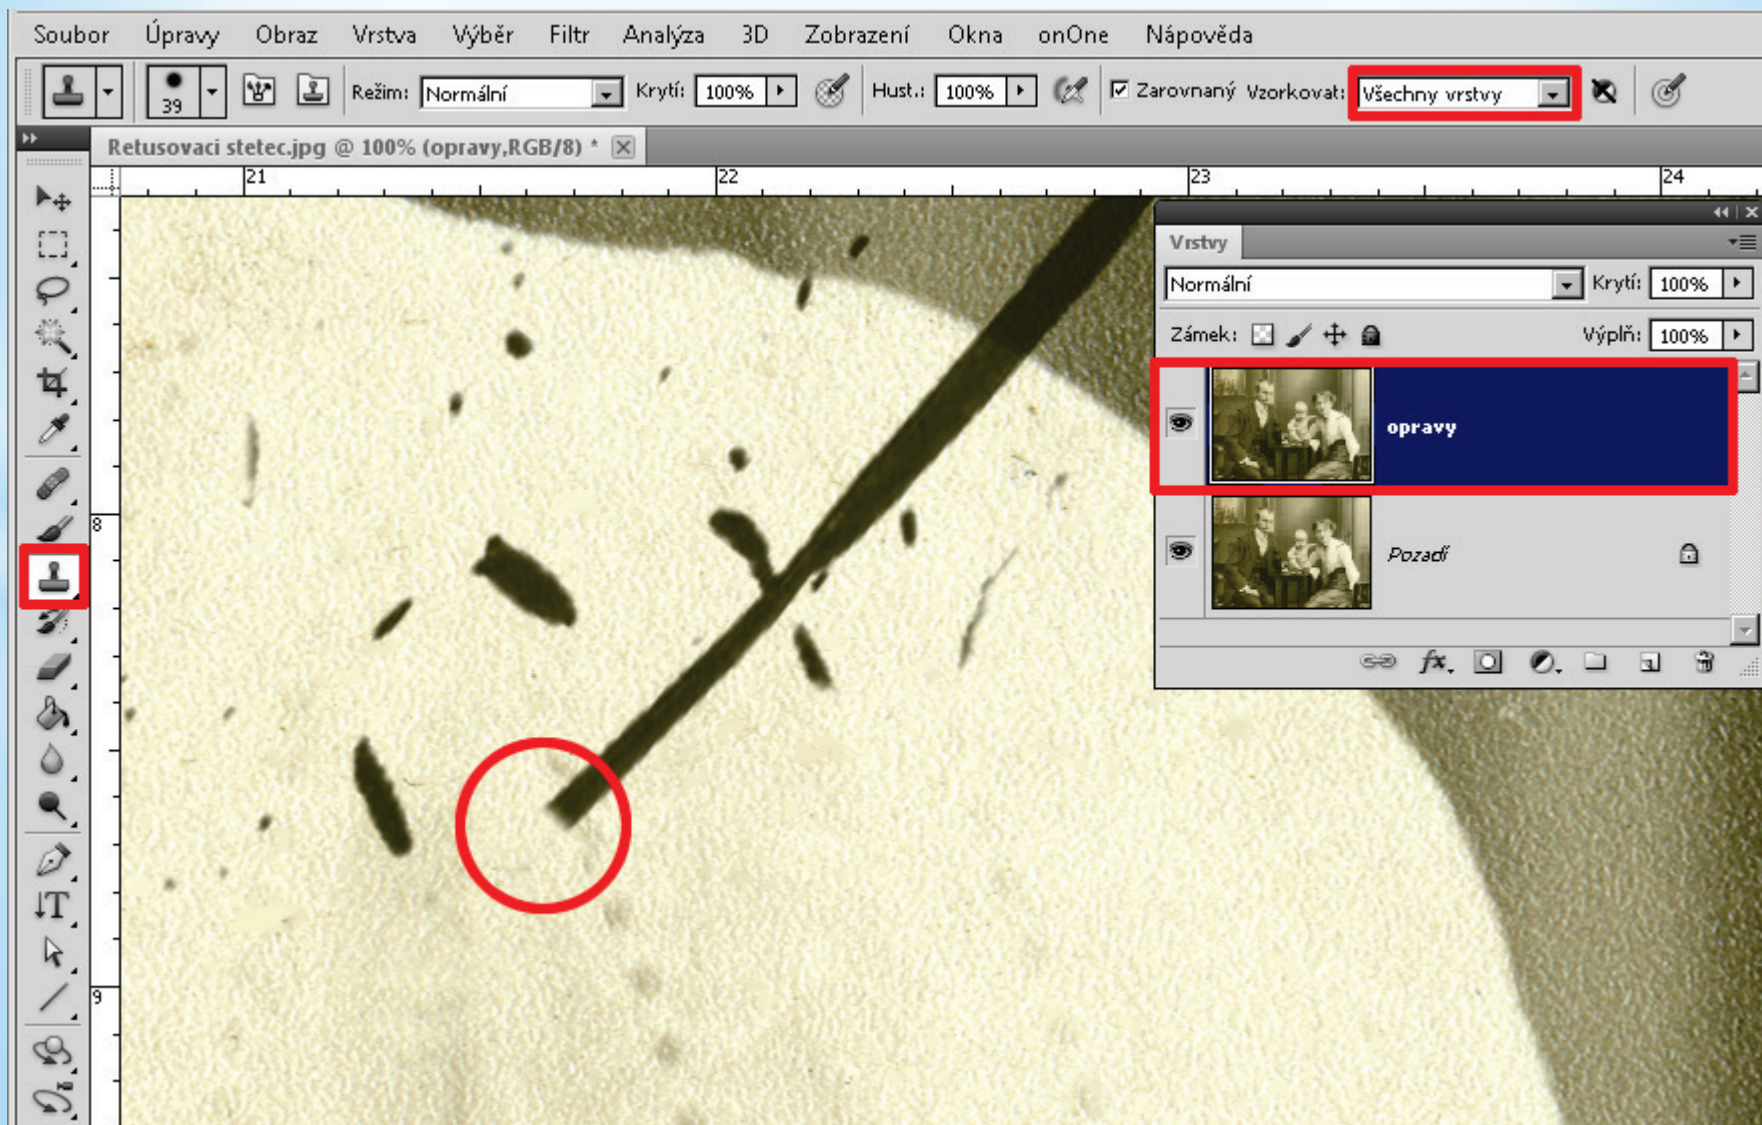 Soubor Úpravy Obraz Vrstva Výběr Filtr Analýza 3D Zobrazení Okna onOne Nápověda
39 Režim: Normální Krytí: 100% Hust.: 100% Zarovnaný Vzorkovat: Všechny vrstvy
Retusovaci stetec.jpg @ 100% (opravy,RGB/8) *
21 22 23 24
Vrstvy
Normální Krytí: 100%
Zámek: Výplň: 100%
opravy
8
Pozadí
fx.
9